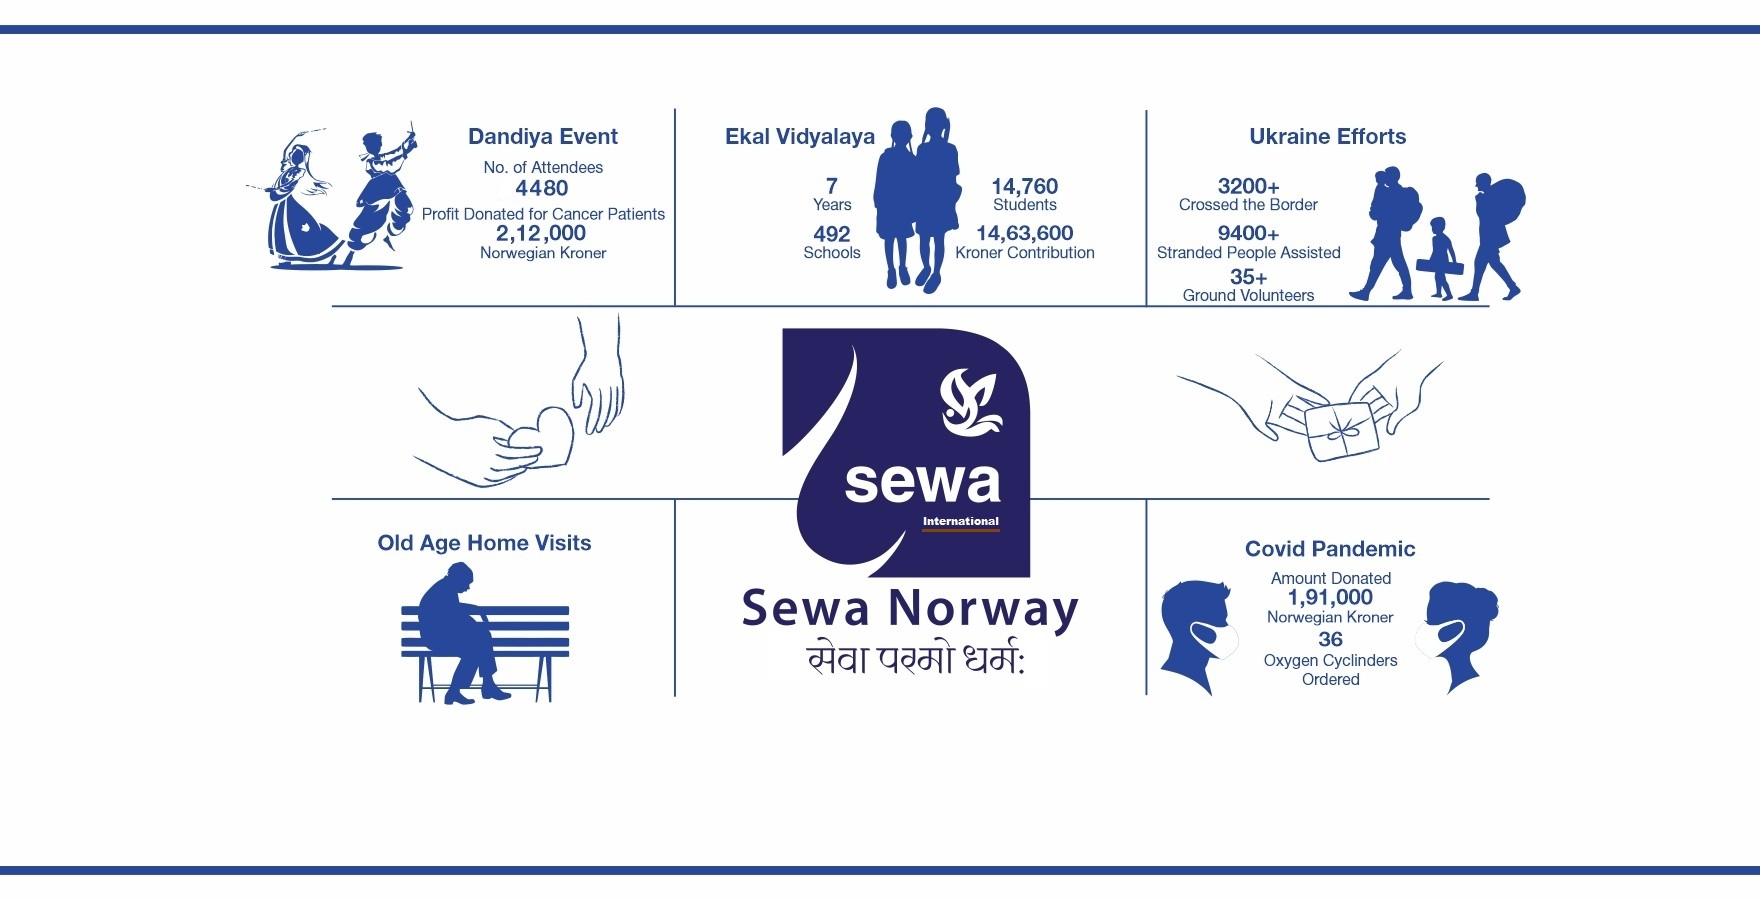 Dandiya Event
No. of Attendees
4480
Profit Donated for Cancer Patients
2,12,000
Norwegian Kroner
Ekal Vidyalaya
7
Years
492
Schools
14,760
Students
14,63,600
Kroner Contribution
Ukraine Efforts
3200+
Crossed the Border
9400+
Stranded People Assisted
35+
Ground Volunteers
sewa
International
Sewa Norway
सेवा परमो धर्मः
Old Age Home Visits
Covid Pandemic
Amount Donated
1,91,000
Norwegian Kroner
36
Oxygen Cyclinders
Ordered